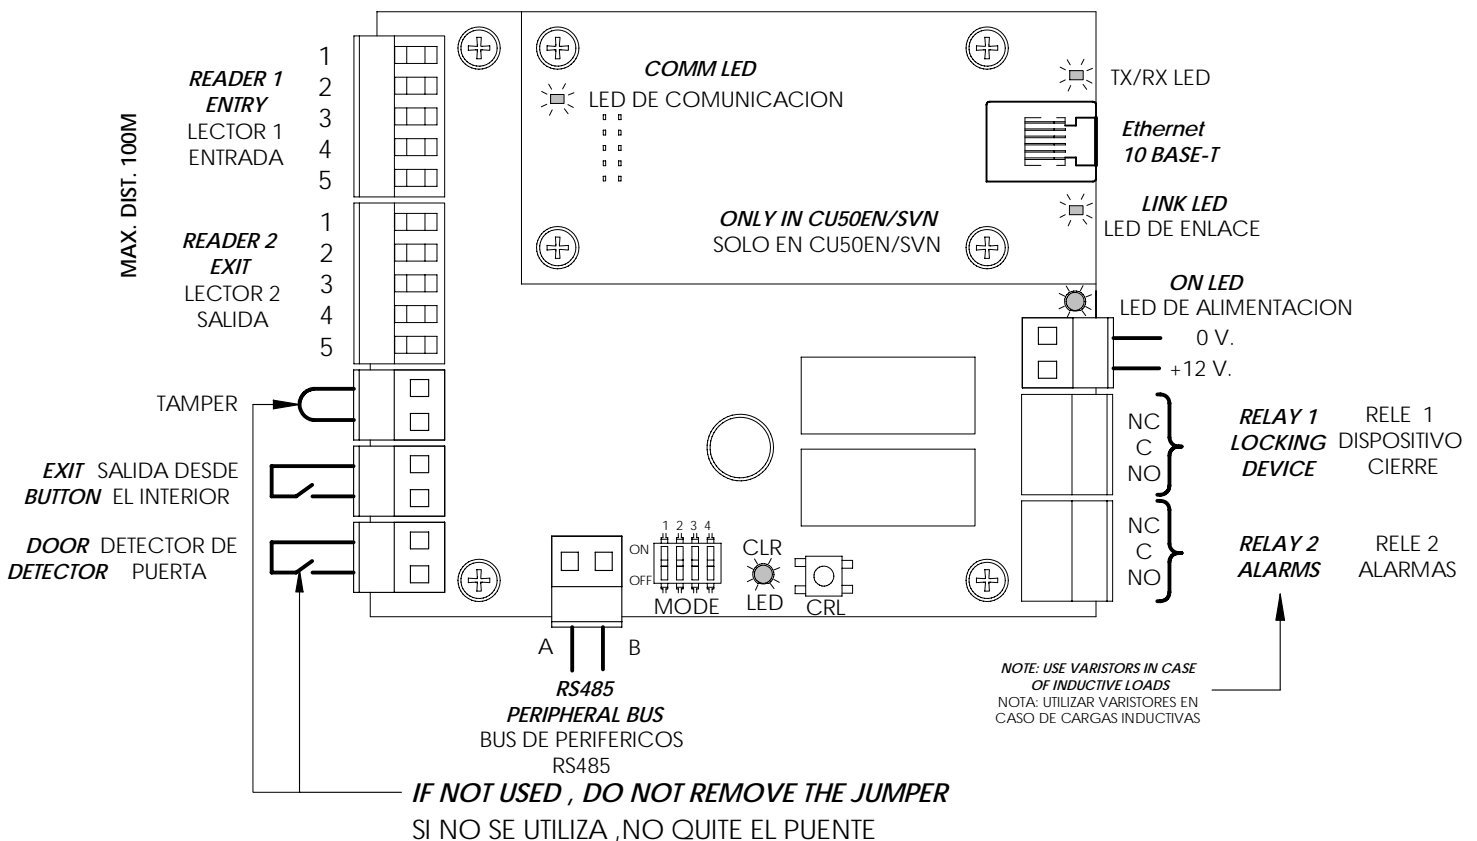 MAX. DIST. 100M
READER 1
ENTRY
LECTOR 1
ENTRADA
1
2
3
4
5
READER 2
EXIT
LECTOR 2
SALIDA
1
2
3
4
5
TAMPER
EXIT SALIDA DESDE
BUTTON EL INTERIOR
DOOR DETECTOR DE
DETECTOR PUERTA
COMM LED
LED DE COMUNICACION
ONLY IN CU50EN/SVN
SOLO EN CU50EN/SVN
TX/RX LED
Ethernet
10 BASE-T
LINK LED
LED DE ENLACE
ON LED
LED DE ALIMENTACION
0 V.
+12 V.
NC
C
NO
RELAY 1 RELE 1
LOCKING DISPOSITIVO
DEVICE CIERRE
NC
C
NO
RELAY 2 RELE 2
ALARMS ALARMAS
NOTE: USE VARISTORS IN CASE
OF INDUCTIVE LOADS
NOTA: UTILIZAR VARISTORES EN
CASO DE CARGAS INDUCTIVAS
1 2 3 4
ON
OFF
MODE
CLR
LED
CRL
A B
RS485
PERIPHERAL BUS
BUS DE PERIFERICOS
RS485
IF NOT USED , DO NOT REMOVE THE JUMPER
SI NO SE UTILIZA ,NO QUITE EL PUENTE